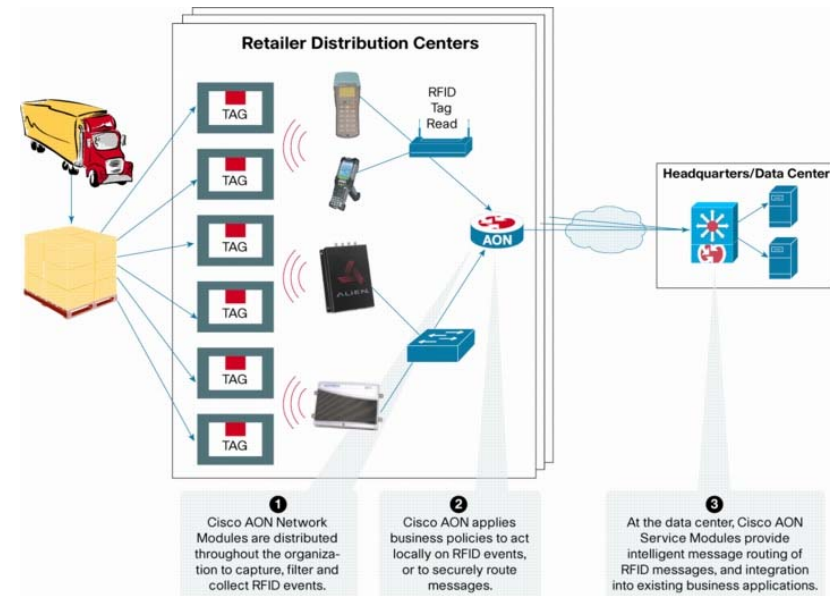 Retailer Distribution Centers
TAG
TAG
TAG
TAG
TAG
TAG
RFID
Tag
Read
ALIEN
AON
Headquarters/Data Center
1
Cisco AON Network
Modules are distributed
throughout the organiza-
tion to capture, filter and
collect RFID events.
2
Cisco AON applies
business policies to act
locally on RFID events,
or to securely route
messages.
3
At the data center, Cisco AON
Service Modules provide
intelligent message routing of
RFID messages, and integration
into existing business applications.